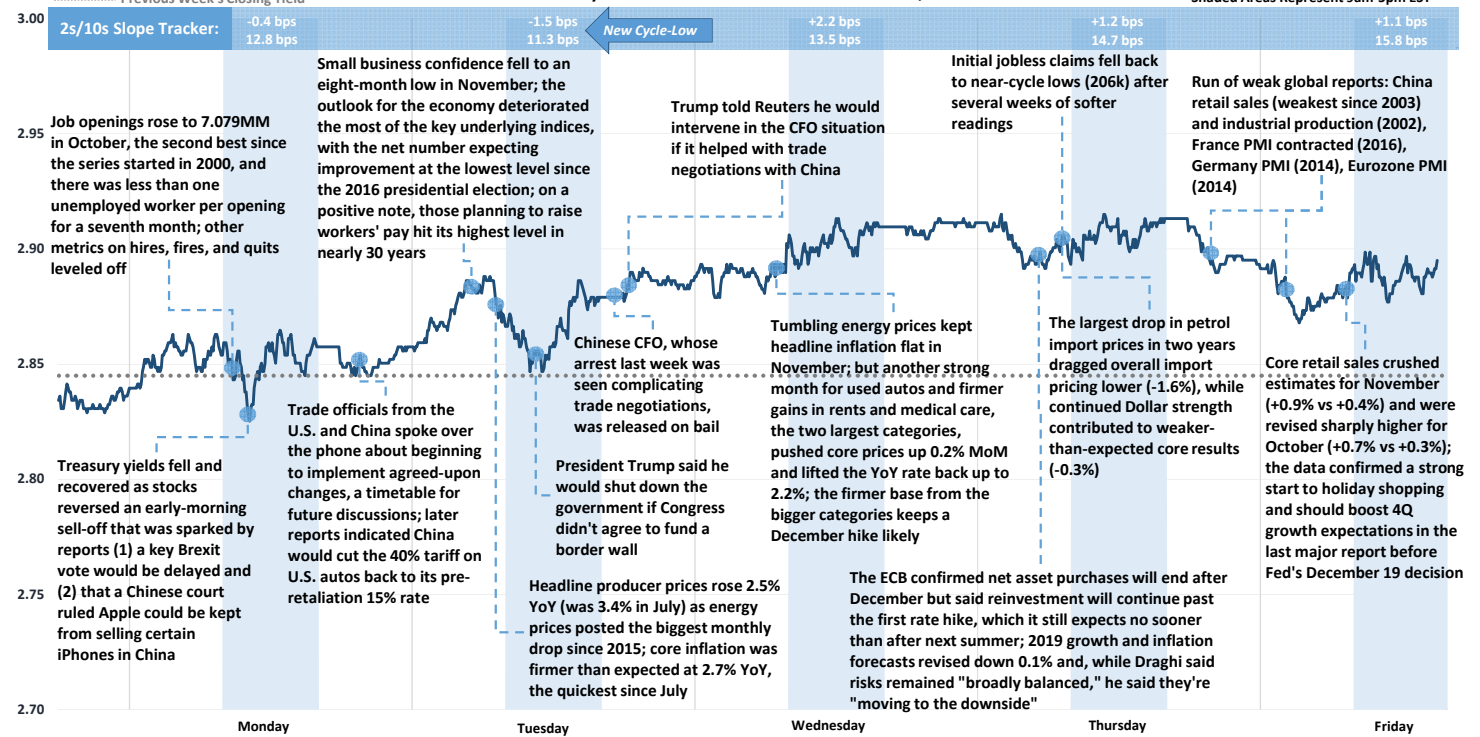 Previous Week's Closing Yield
Shaded Areas Represent 9am-5pm EST
3.00
2.95
2.90
2.85
2.80
2.75
2.70
2s/10s Slope Tracker:
-0.4 bps
12.8 bps
-1.5 bps
11.3 bps
New Cycle-Low
+2.2 bps
13.5 bps
+1.2 bps
14.7 bps
+1.1 bps
15.8 bps
Job openings rose to 7.079MM
in October, the second best since
the series started in 2000, and
there was less than one
unemployed worker per opening
for a seventh month; other
metrics on hires, fires, and quits
leveled off
Small business confidence fell to an
eight-month low in November; the
outlook for the economy deteriorated
the most of the key underlying indices,
with the net number expecting
improvement at the lowest level since
the 2016 presidential election; on a
positive note, those planning to raise
workers' pay hit its highest level in
nearly 30 years
Trump told Reuters he would
intervene in the CFO situation
if it helped with trade
negotiations with China
Initial jobless claims fell back
to near-cycle lows (206k) after
several weeks of softer
readings
Run of weak global reports: China
retail sales (weakest since 2003)
and industrial production (2002),
France PMI contracted (2016),
Germany PMI (2014), Eurozone PMI
(2014)
Treasury yields fell and
recovered as stocks
reversed an early-morning
sell-off that was sparked by
reports (1) a key Brexit
vote would be delayed and
(2) that a Chinese court
ruled Apple could be kept
from selling certain
iPhones in China
Trade officials from the
U.S. and China spoke over
the phone about beginning
to implement agreed-upon
changes, a timetable for
future discussions; later
reports indicated China
would cut the 40% tariff on
U.S. autos back to its pre-
retaliation 15% rate
Chinese CFO, whose
arrest last week was
seen complicating
trade negotiations,
was released on bail
President Trump said he
would shut down the
government if Congress
didn't agree to fund a
border wall
Headline producer prices rose 2.5%
YoY (was 3.4% in July) as energy
prices posted the biggest monthly
drop since 2015; core inflation was
firmer than expected at 2.7% YoY,
the quickest since July
Tumbling energy prices kept
headline inflation flat in
November; but another strong
month for used autos and firmer
gains in rents and medical care,
the two largest categories,
pushed core prices up 0.2% MoM
and lifted the YoY rate back up to
2.2%; the firmer base from the
bigger categories keeps a
December hike likely
The ECB confirmed net asset purchases will end after
December but said reinvestment will continue past
the first rate hike, which it still expects no sooner
than after next summer; 2019 growth and inflation
forecasts revised down 0.1% and, while Draghi said
risks remained "broadly balanced," he said they're
"moving to the downside"
The largest drop in petrol
import prices in two years
dragged overall import
pricing lower (-1.6%), while
continued Dollar strength
contributed to weaker-
than-expected core results
(-0.3%)
Core retail sales crushed
estimates for November
(+0.9% vs +0.4%) and were
revised sharply higher for
October (+0.7% vs +0.3%);
the data confirmed a strong
start to holiday shopping
and should boost 4Q
growth expectations in the
last major report before
Fed's December 19 decision
Monday
Tuesday
Wednesday
Thursday
Friday